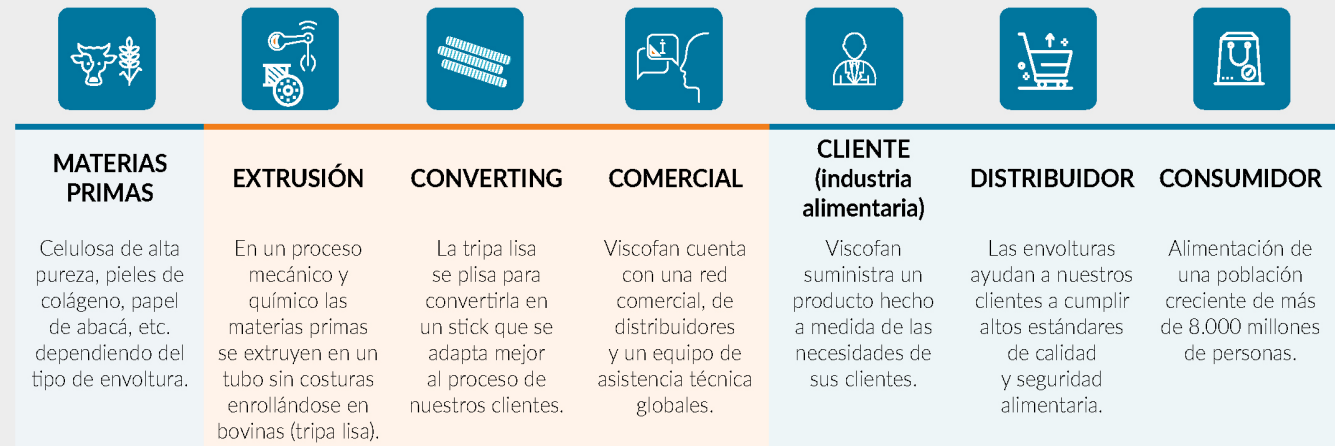 MATERIAS
PRIMAS
Celulosa de alta
pureza, pieles de
colágeno, papel
de abacá, etc.
dependiendo del
tipo de envoltura.
EXTRUSIÓN
En un proceso
mecánico y
químico las
materias primas
se extruyen en un
tubo sin costuras
enrollándose en
bovinas (tripa lisa).
CONVERTING
La tripa lisa
se plisa para
convertirla en
un stick que se
adapta mejor
al proceso de
nuestros clientes.
COMERCIAL
Viscofan cuenta
con una red
comercial, de
distribuidores
y un equipo de
asistencia técnica
globales.
CLIENTE
(industria
alimentaria)
Viscofan
suministra un
producto hecho
a medida de las
necesidades de
sus clientes.
DISTRIBUIDOR
Las envolturas
ayudan a nuestros
clientes a cumplir
altos estándares
de calidad
y seguridad
alimentaria.
CONSUMIDOR
Alimentación de
una población
creciente de más
de 8.000 millones
de personas.